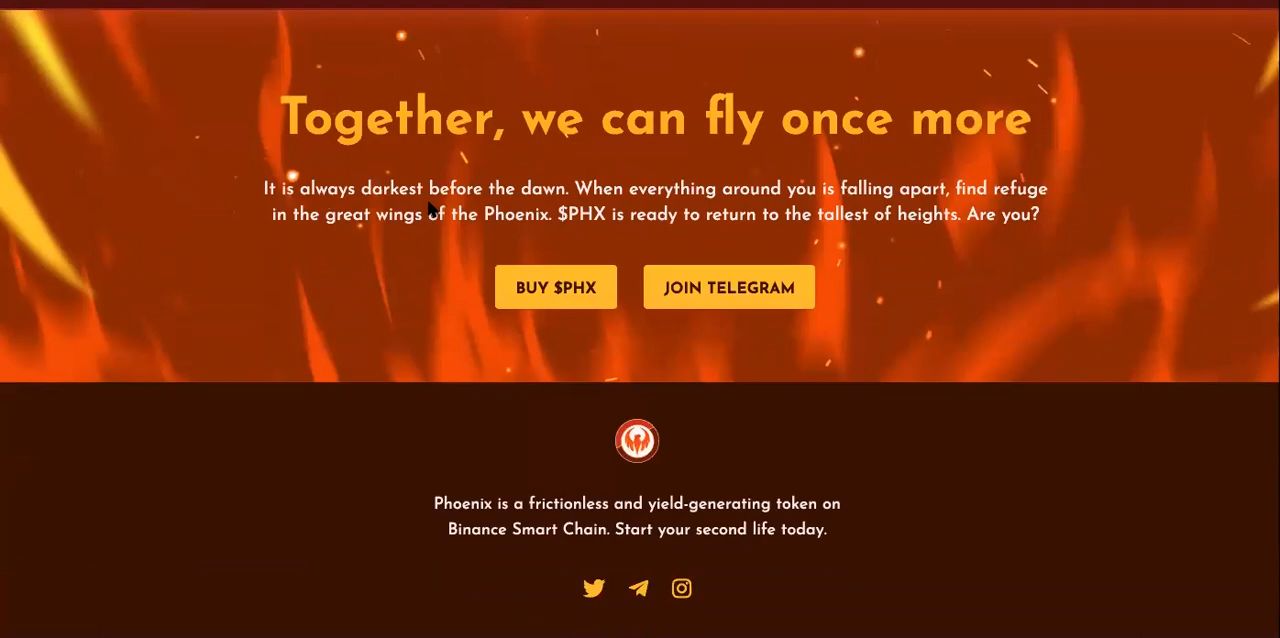 Together, we can fly once more
It is always darkest before the dawn. When everything around you is falling apart, find refuge
in the great wings of the Phoenix. $PHX is ready to return to the tallest of heights. Are you?
BUY $PHX
JOIN TELEGRAM
Phoenix is a frictionless and yield-generating token on
Binance Smart Chain. Start your second life today.